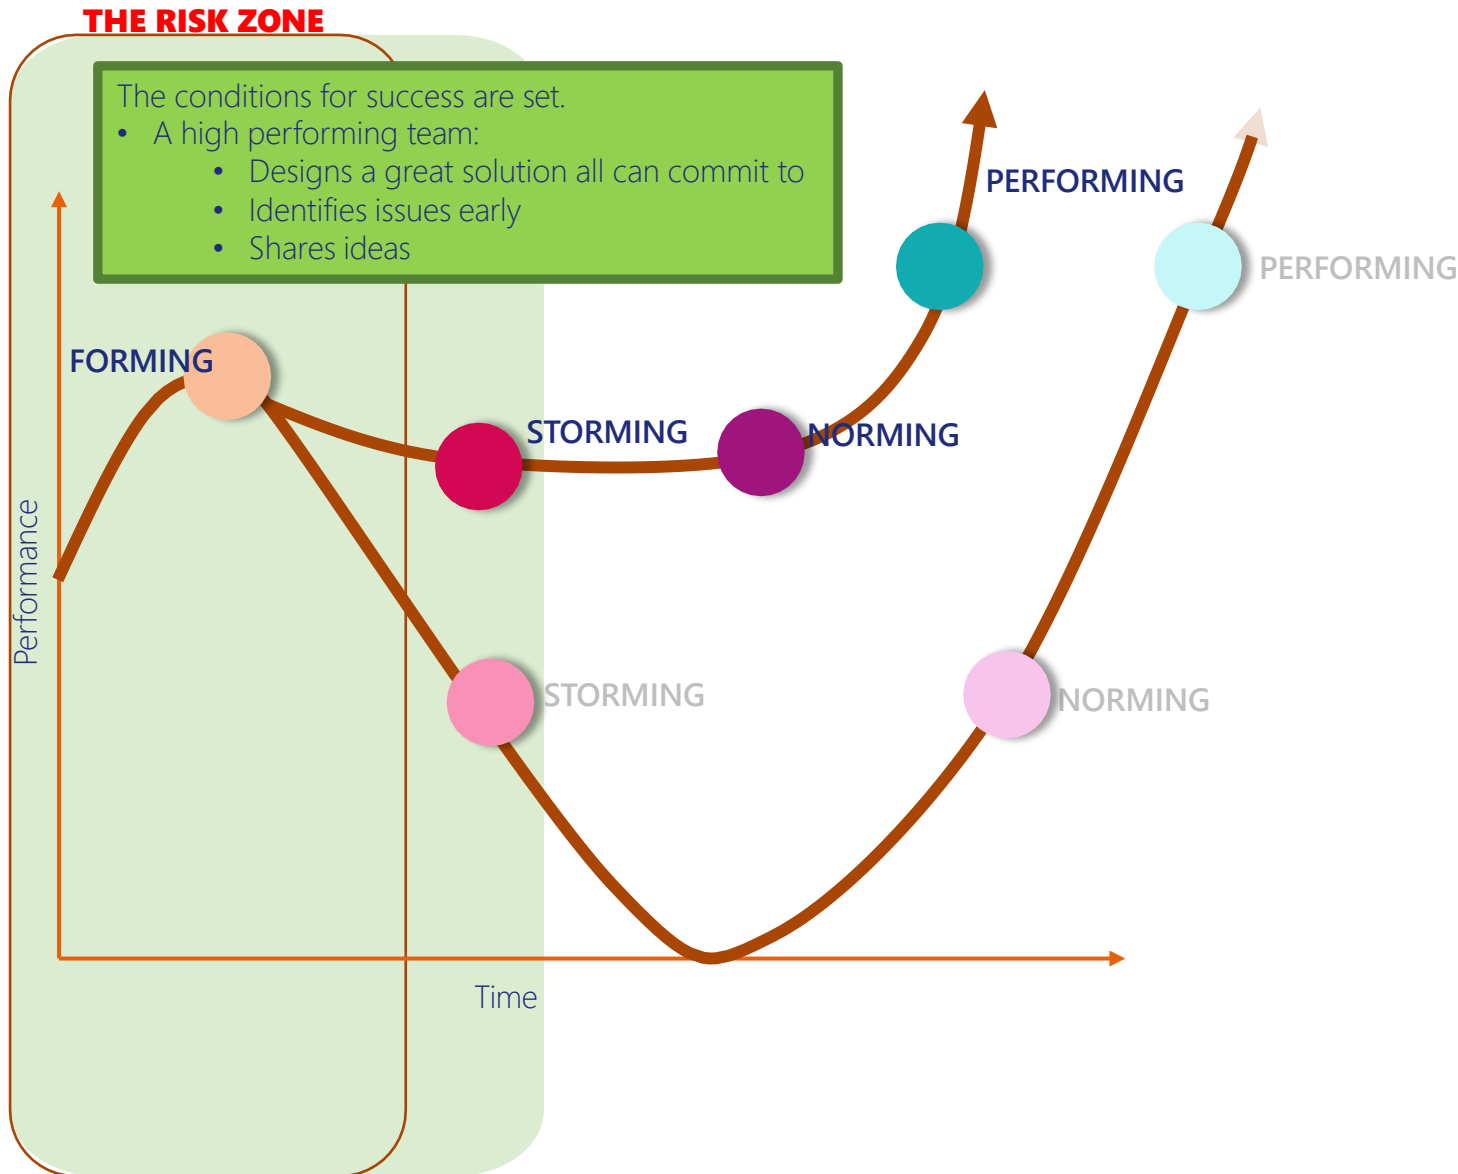 THE RISK ZONE
The conditions for success are set.
• A high performing team:
• Designs a great solution all can commit to
• Identifies issues early
• Shares ideas
PERFORMING
PERFORMING
FORMING
STORMING
NORMING
Performance
STORMING
NORMING
Time